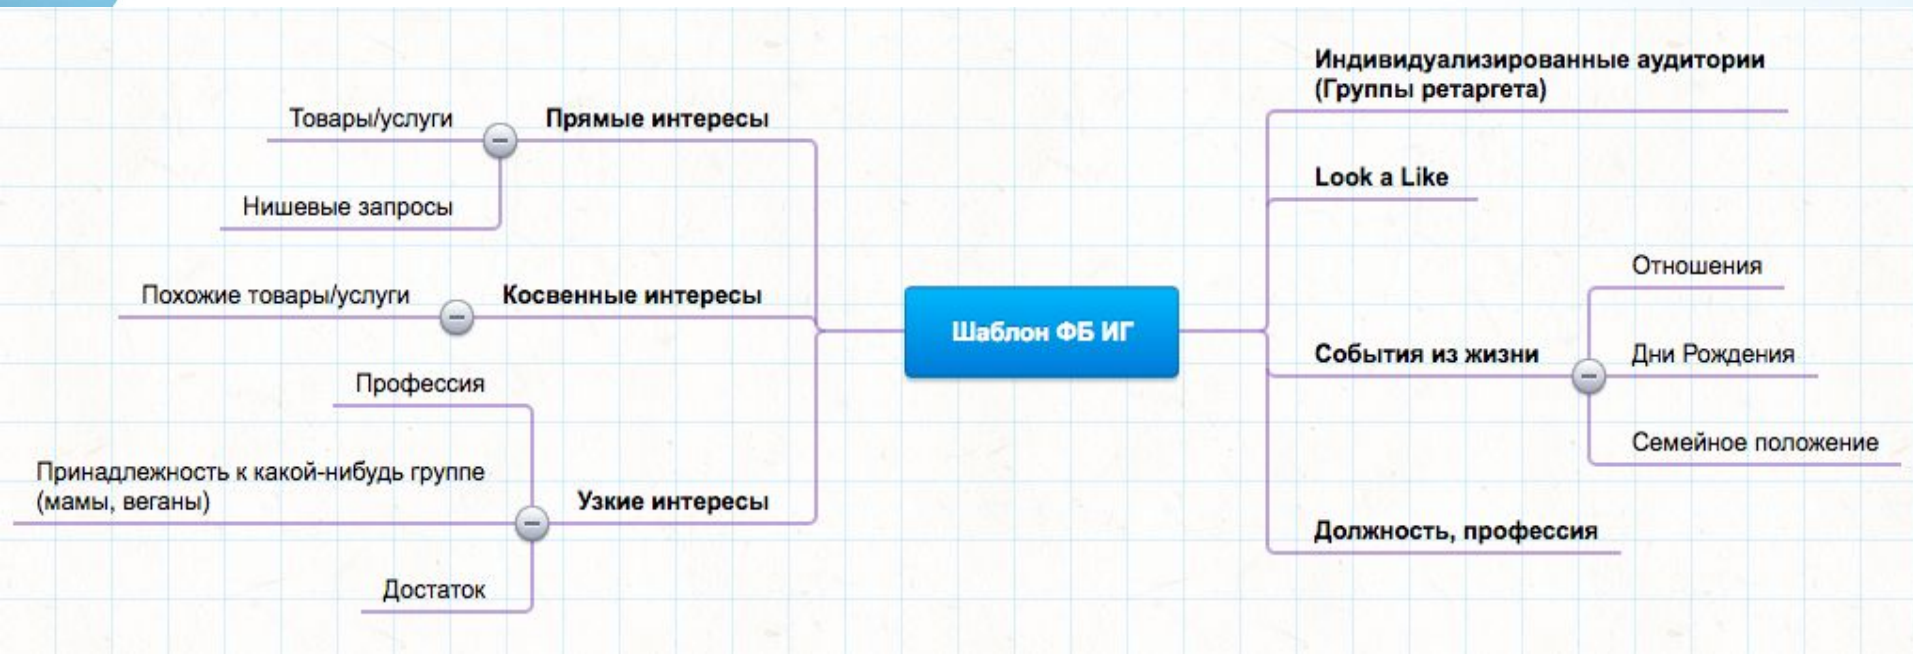 Товары/услуги
Прямые интересы
Нишевые запросы
Похожие товары/услуги
Косвенные интересы
Профессия
Принадлежность к какой-нибудь группе
(мамы, веганы)
Узкие интересы
Достаток
Шаблон ФБ ИГ
Индивидуализированные аудитории
(Группы ретаргета)
Look a Like
События из жизни
Отношения
Дни Рождения
Семейное положение
Должность, профессия